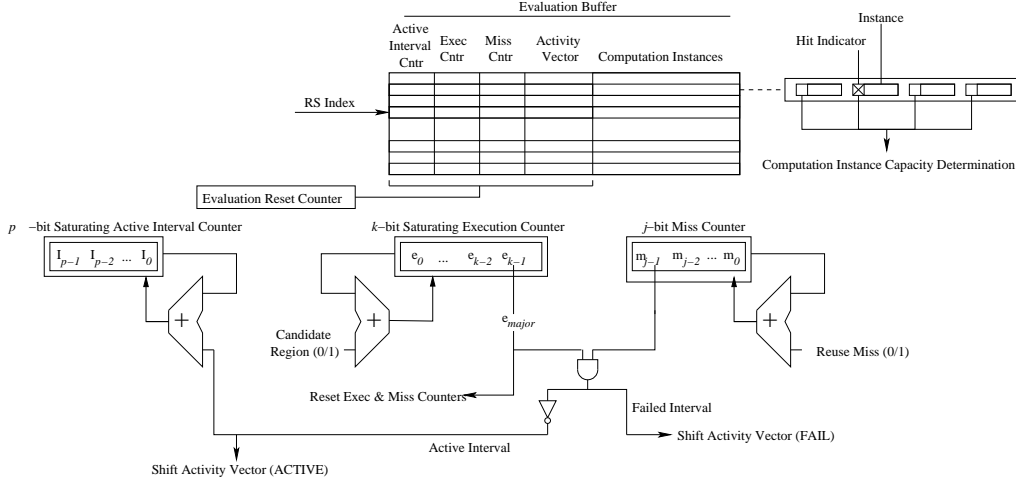 Evaluation Buffer
Active
Interval
Cntr
Exec
Cntr
Miss
Cntr
Activity
Vector
Computation Instances
Instance
Hit Indicator
RS Index
Computation Instance Capacity Determination
Evaluation Reset Counter
p −bit Saturating Active Interval Counter
I_{p−1} I_{p−2} ... I_0
k−bit Saturating Execution Counter
e_0 ... e_{k−2} e_{k−1}
j−bit Miss Counter
m_{j−1} m_{j−2} ... m_0
+
+
+
e_{major}
Candidate
Region (0/1)
Reuse Miss (0/1)
Reset Exec & Miss Counters
Failed Interval
Active Interval
Shift Activity Vector (FAIL)
Shift Activity Vector (ACTIVE)